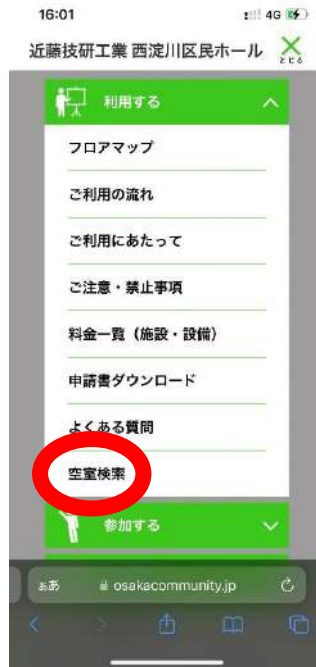 16:01
4G
近藤技研工業 西淀川区民ホール
とじる
利用する
フロアマップ
ご利用の流れ
ご利用にあたって
ご注意・禁止事項
料金一覧（施設・設備）
申請書ダウンロード
よくある質問
空室検索
参加する
ぁあ
osakacommunity.jp